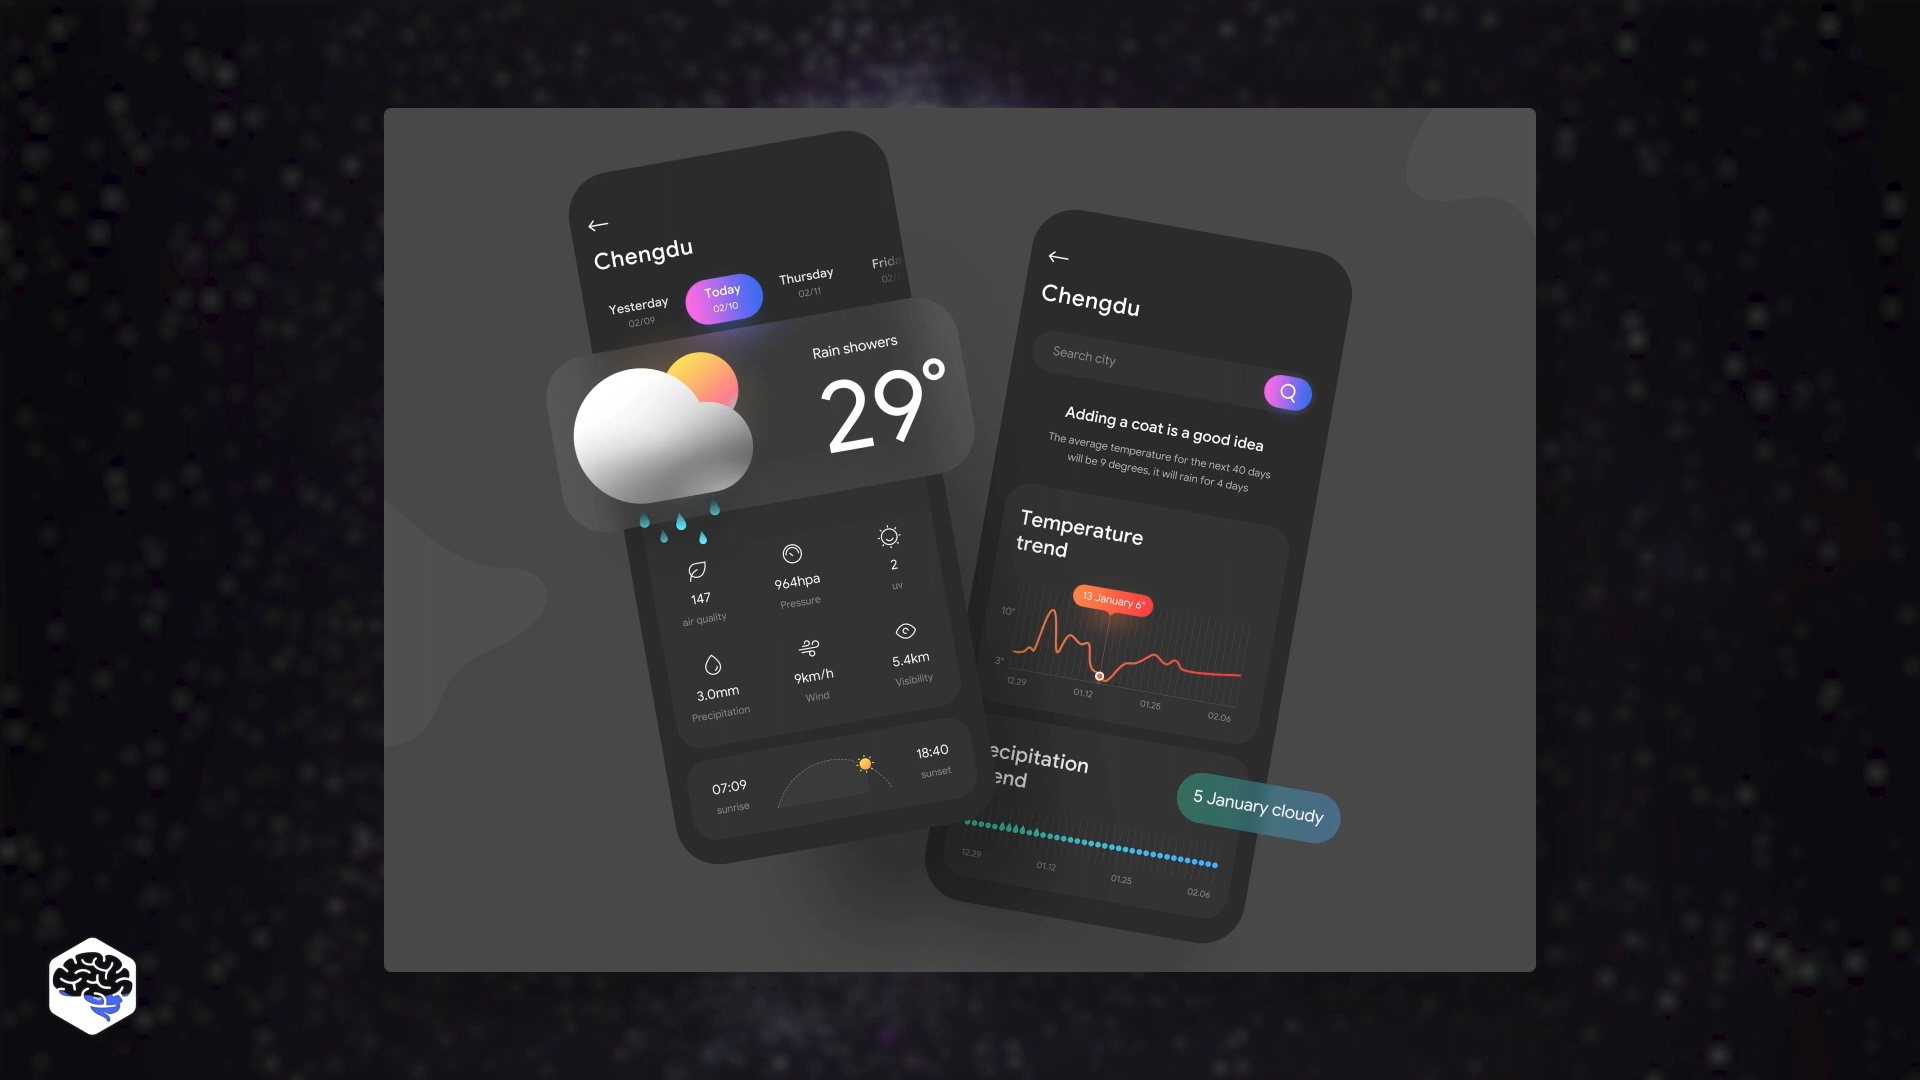 Chengdu
Yesterday
02/09
Today
02/10
Thursday
02/11
Rain showers
29°
147
air quality
964hpa
Pressure
2
uv
3.0mm
Precipitation
9km/h
Wind
5.4km
Visibility
07:09
sunrise
18:40
sunset
Chengdu
Search city
Adding a coat is a good idea
The average temperature for the next 40 days
will be 9 degrees, it will rain for 4 days
Temperature
trend
13 January 6°
10°
3°
12.29
01.12
01.25
02.06
ecipitation
end
5 January cloudy
12.29
01.12
01.25
02.06